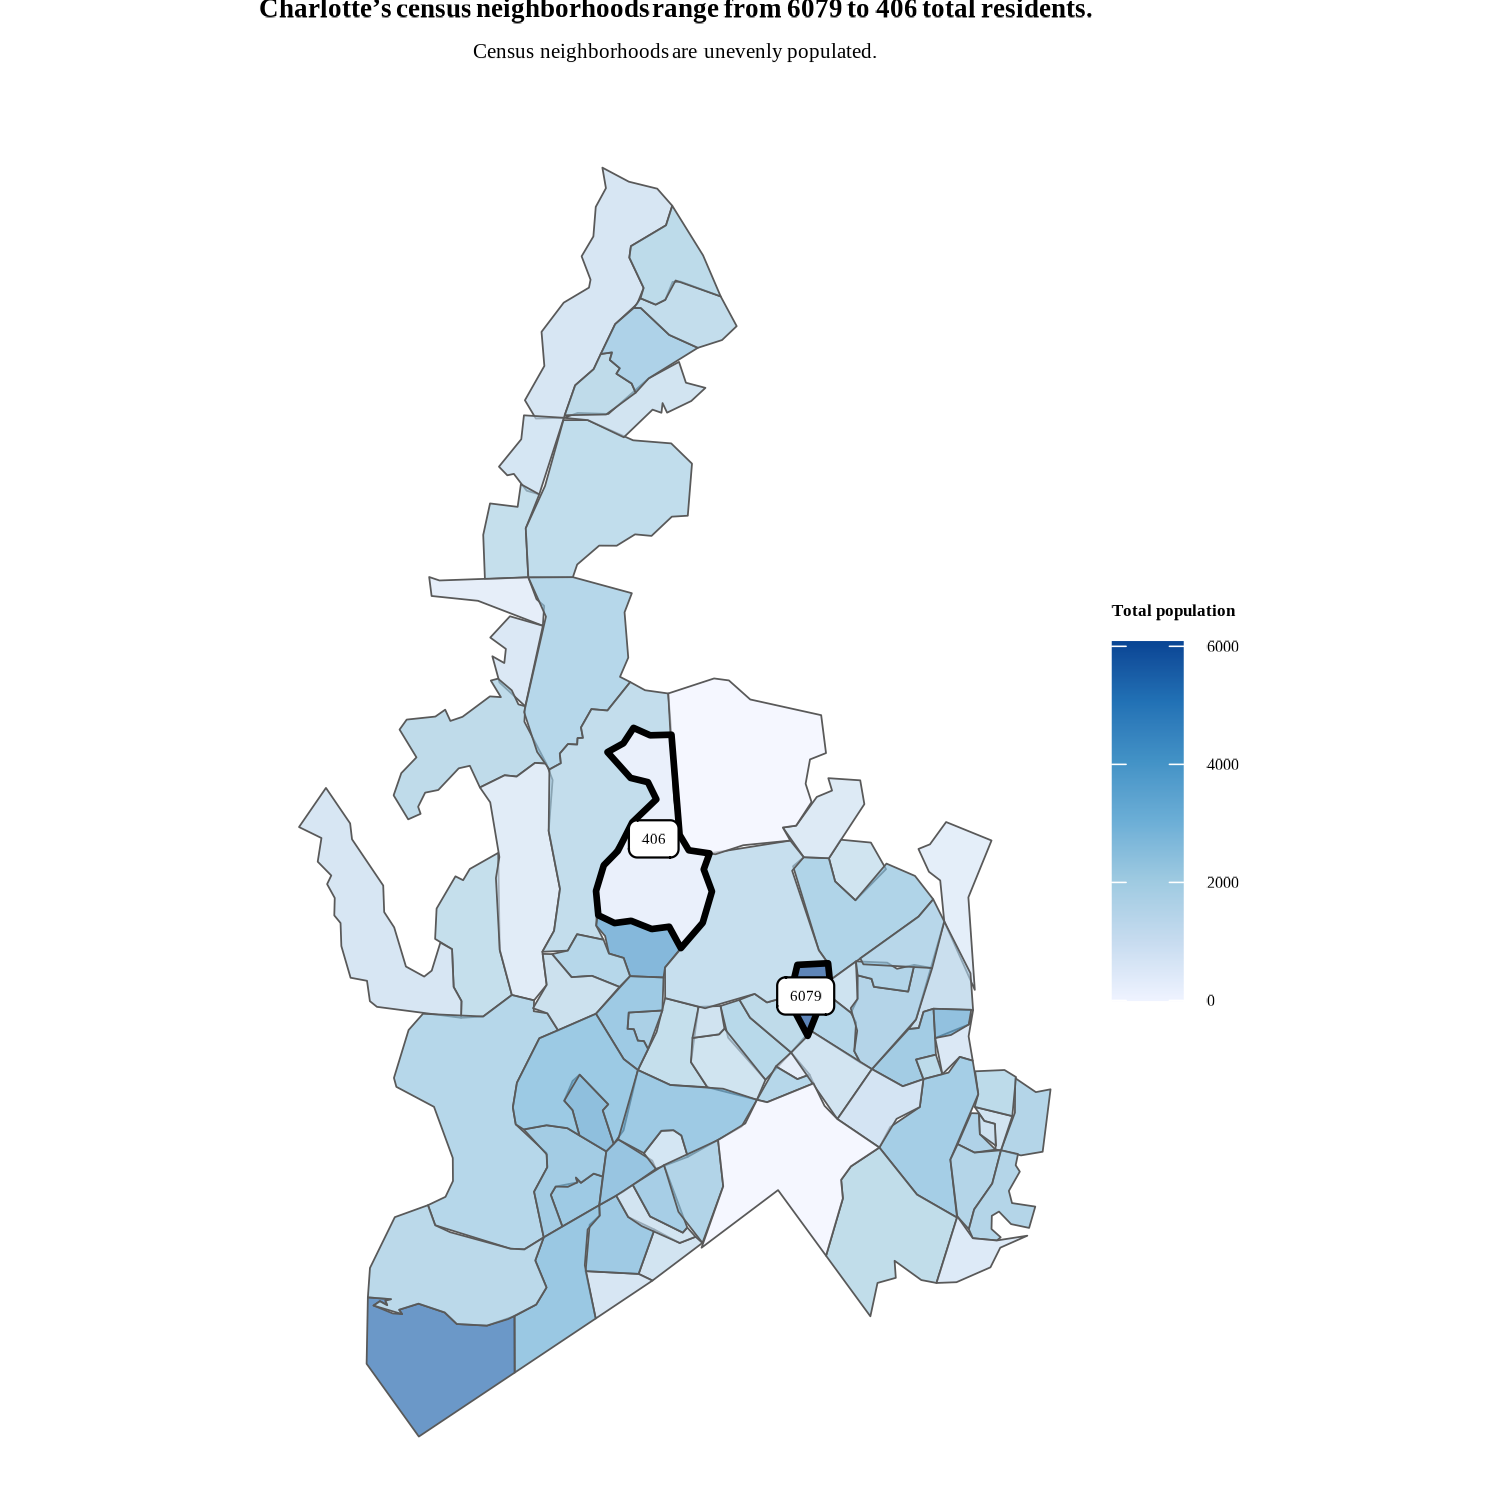 Charlotte’s census neighborhoods range from 6079 to 406 total residents.
Census neighborhoods are unevenly populated.
Total population
6000
4000
2000
0
406
6079